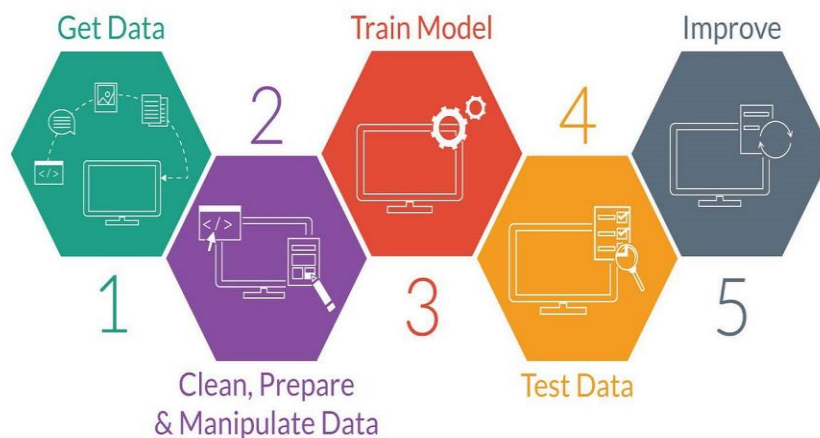 Get Data
1
2
Clean, Prepare
& Manipulate Data
Train Model
3
4
Test Data
Improve
5
</>
</>